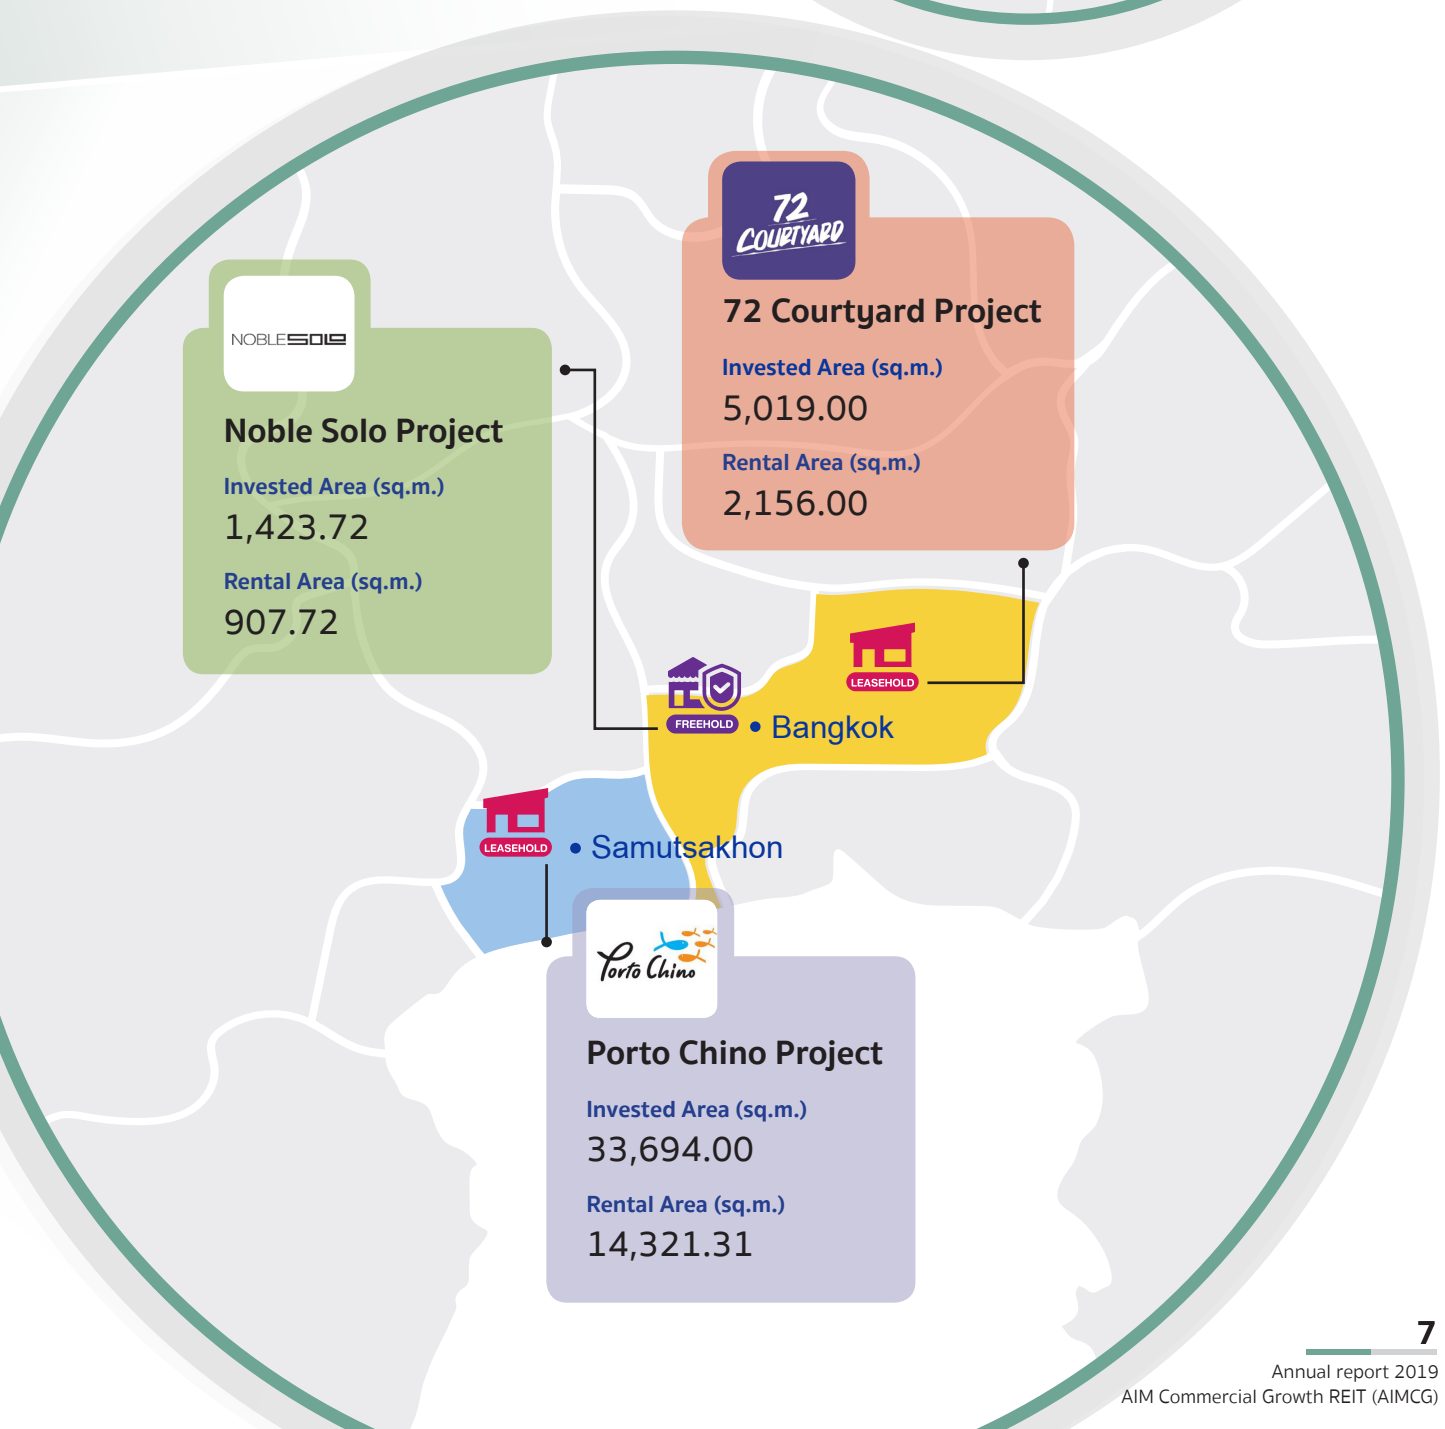 72
COURTYARD
72 Courtyard Project
Invested Area (sq.m.)
5,019.00
Rental Area (sq.m.)
2,156.00
NOBLE SOLO
Noble Solo Project
Invested Area (sq.m.)
1,423.72
Rental Area (sq.m.)
907.72
LEASEHOLD
FREEHOLD
• Bangkok
LEASEHOLD
• Samutsakhon
Porto Chino
Porto Chino Project
Invested Area (sq.m.)
33,694.00
Rental Area (sq.m.)
14,321.31
7
Annual report 2019
AIM Commercial Growth REIT (AIMCG)